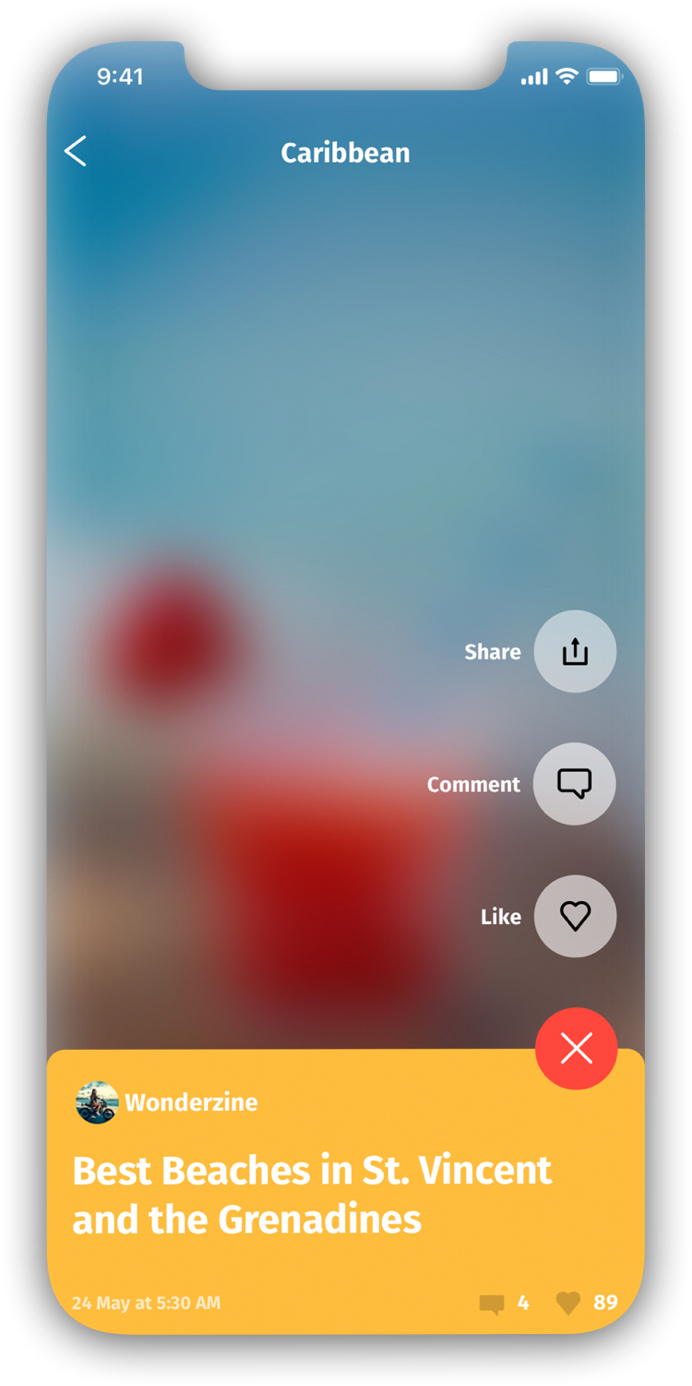 9:41
Caribbean
Share
Comment
Like
Wonderzine
Best Beaches in St. Vincent
and the Grenadines
24 May at 5:30 AM
4
89